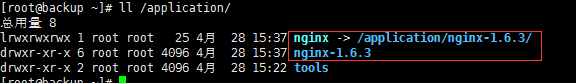 [root@backup ~]# ll /application/
总用量 8
lrwxrwxrwx 1 root root   25 4月  28 15:37 nginx -> /application/nginx-1.6.3/
drwxr-xr-x 6 root root 4096 4月  28 15:37 nginx-1.6.3
drwxr-xr-x 2 root root 4096 4月  28 15:22 tools
[root@backup ~]#